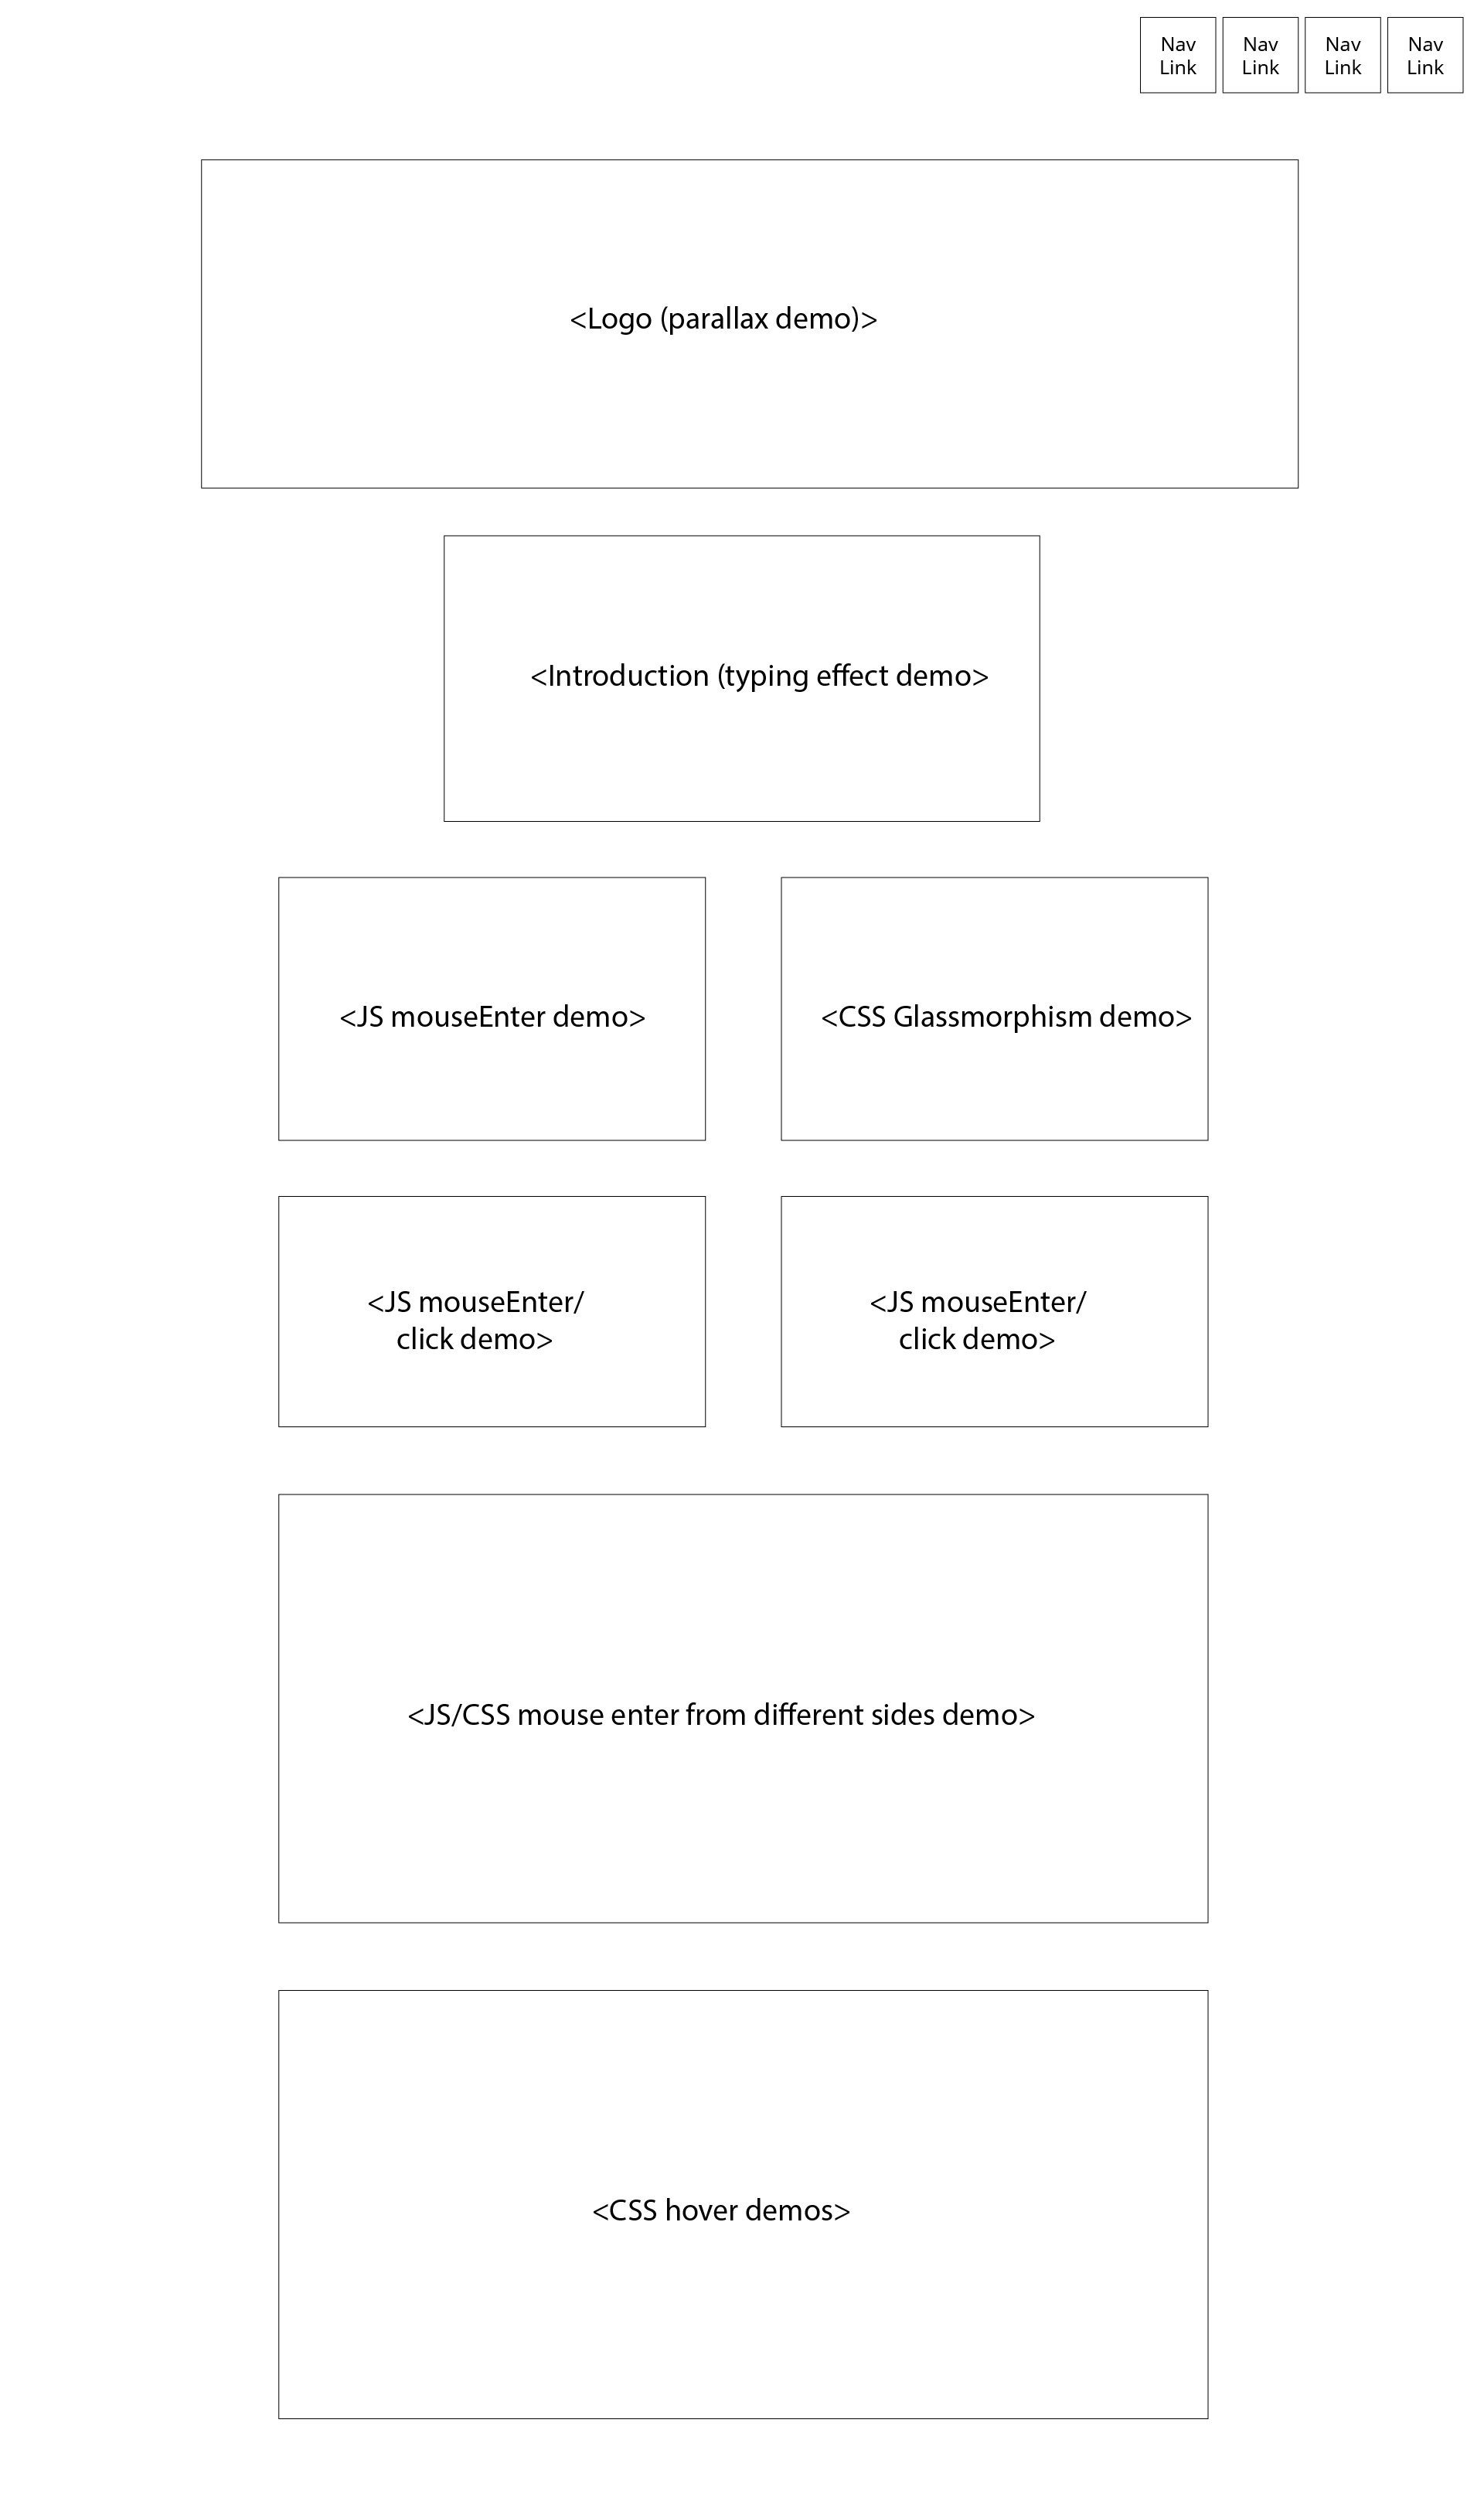 Nav
Link
Nav
Link
Nav
Link
Nav
Link
<Logo (parallax demo)>
<Introduction (typing effect demo>
<JS mouseEnter demo>
<CSS Glassmorphism demo>
<JS mouseEnter/
click demo>
<JS mouseEnter/
click demo>
<JS/CSS mouse enter from different sides demo>
<CSS hover demos>